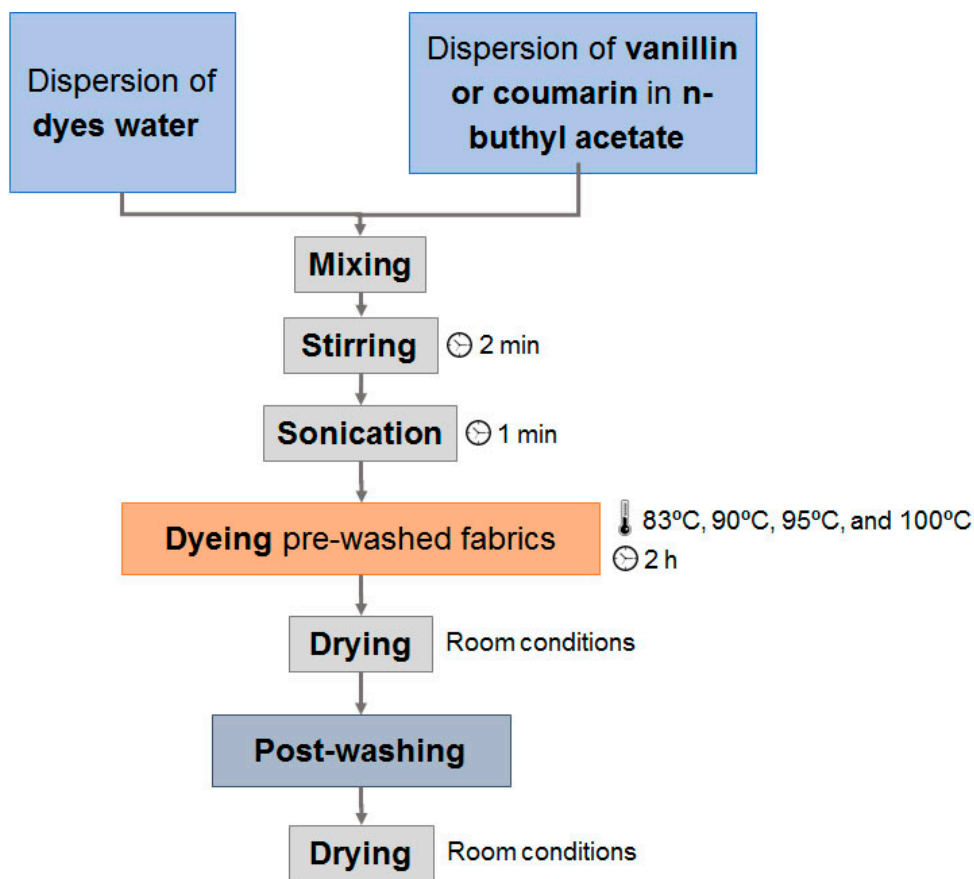 Dispersion of
dyes water
Dispersion of vanillin
or coumarin in n-
buthyl acetate
Mixing
Stirring
2 min
Sonication
1 min
Dyeing pre-washed fabrics
83ºC, 90ºC, 95ºC, and 100ºC
2 h
Drying
Room conditions
Post-washing
Drying
Room conditions